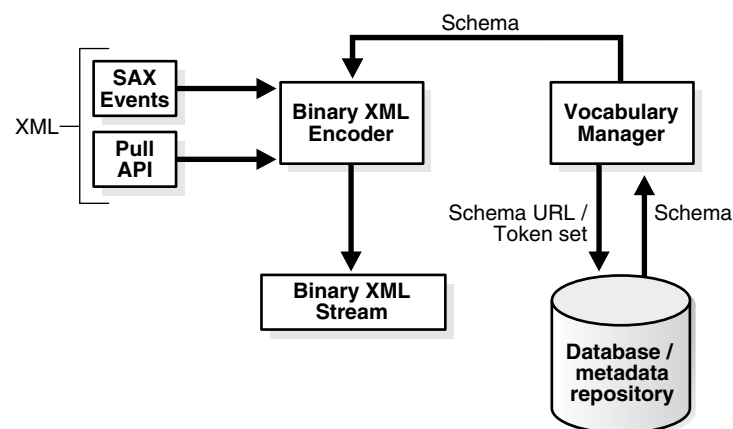 Schema
SAX
Events
XML
Pull
API
Binary XML
Encoder
Vocabulary
Manager
Schema URL /
Token set
Schema
Binary XML
Stream
Database /
metadata
repository